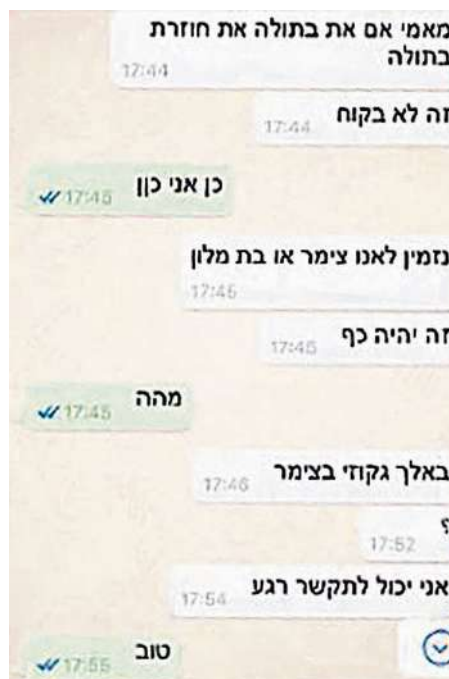 מאמי אם את בתולה את חוזרת
בתולה
17:44
זה לא בקוח
17:44
כן אני כןן
17:45
נזמין לאנו צימר או בת מלון
17:45
זה יהיה כף
17:45
מהה
17:45
באלך גקוזי בצימר
17:46
?
17:52
אני יכול לתקשר רגע
17:54
טוב
17:55